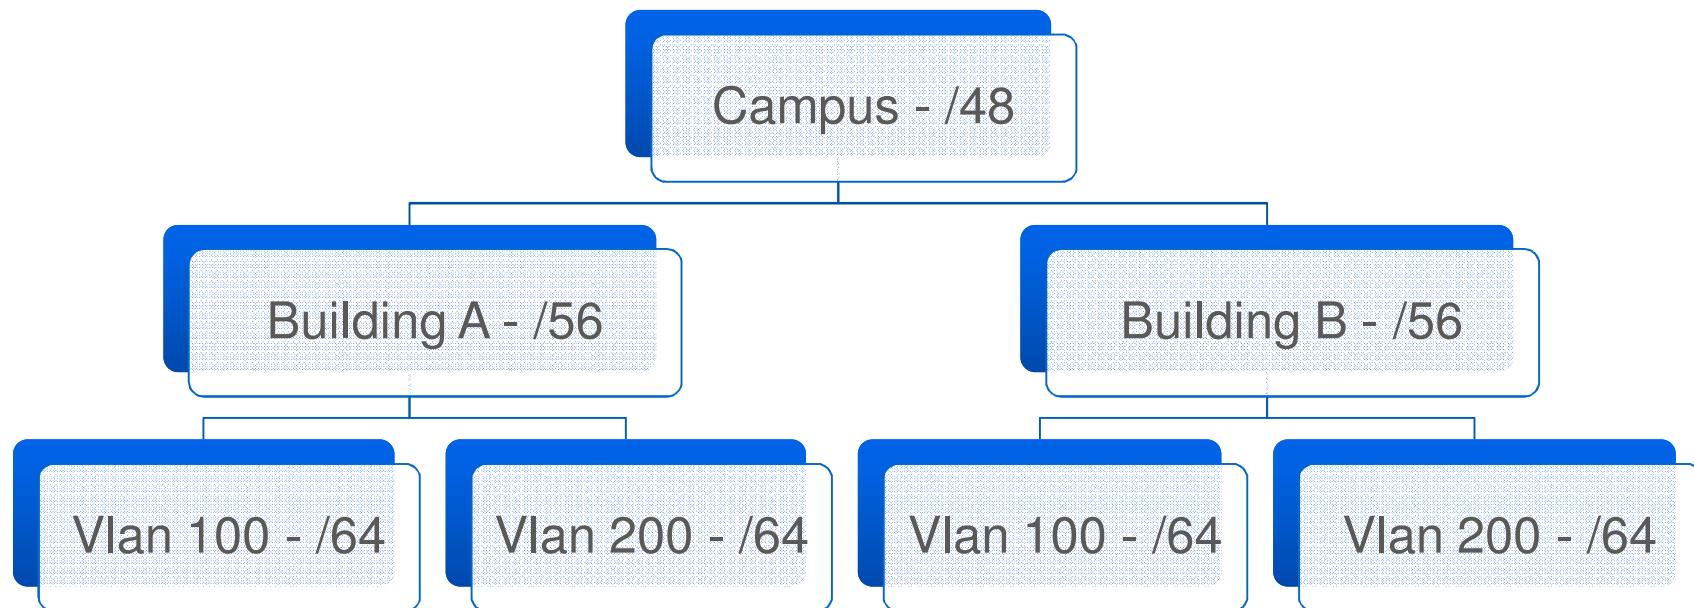 Campus - /48
Building A - /56
Building B - /56
Vlan 100 - /64
Vlan 200 - /64
Vlan 100 - /64
Vlan 200 - /64